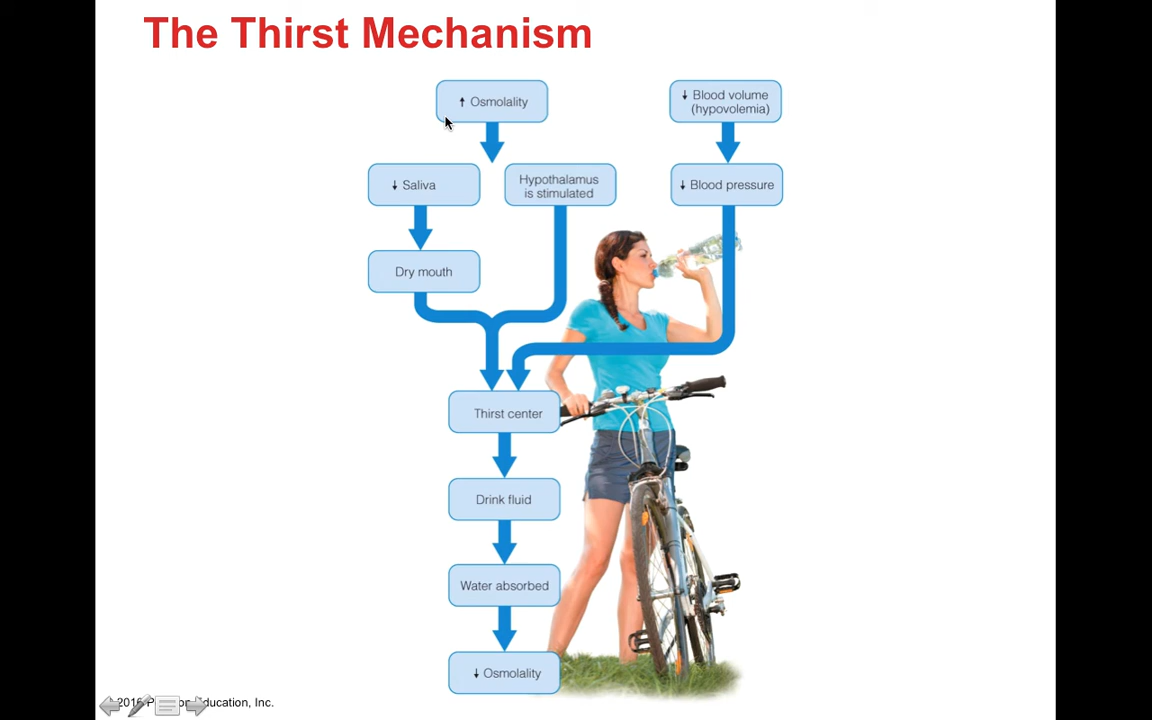 The Thirst Mechanism
↑ Osmolality
↓ Blood volume
(hypovolemia)
↓ Saliva
Hypothalamus
is stimulated
↓ Blood pressure
Dry mouth
Thirst center
Drink fluid
Water absorbed
↓ Osmolality
Inc.